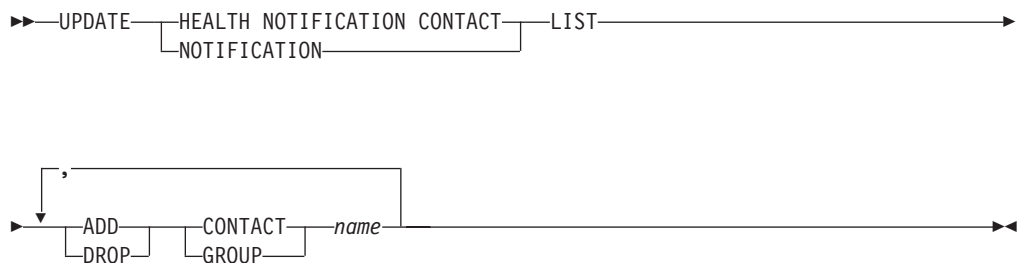 UPDATE HEALTH NOTIFICATION CONTACT LIST
NOTIFICATION
,
ADD CONTACT name
DROP GROUP